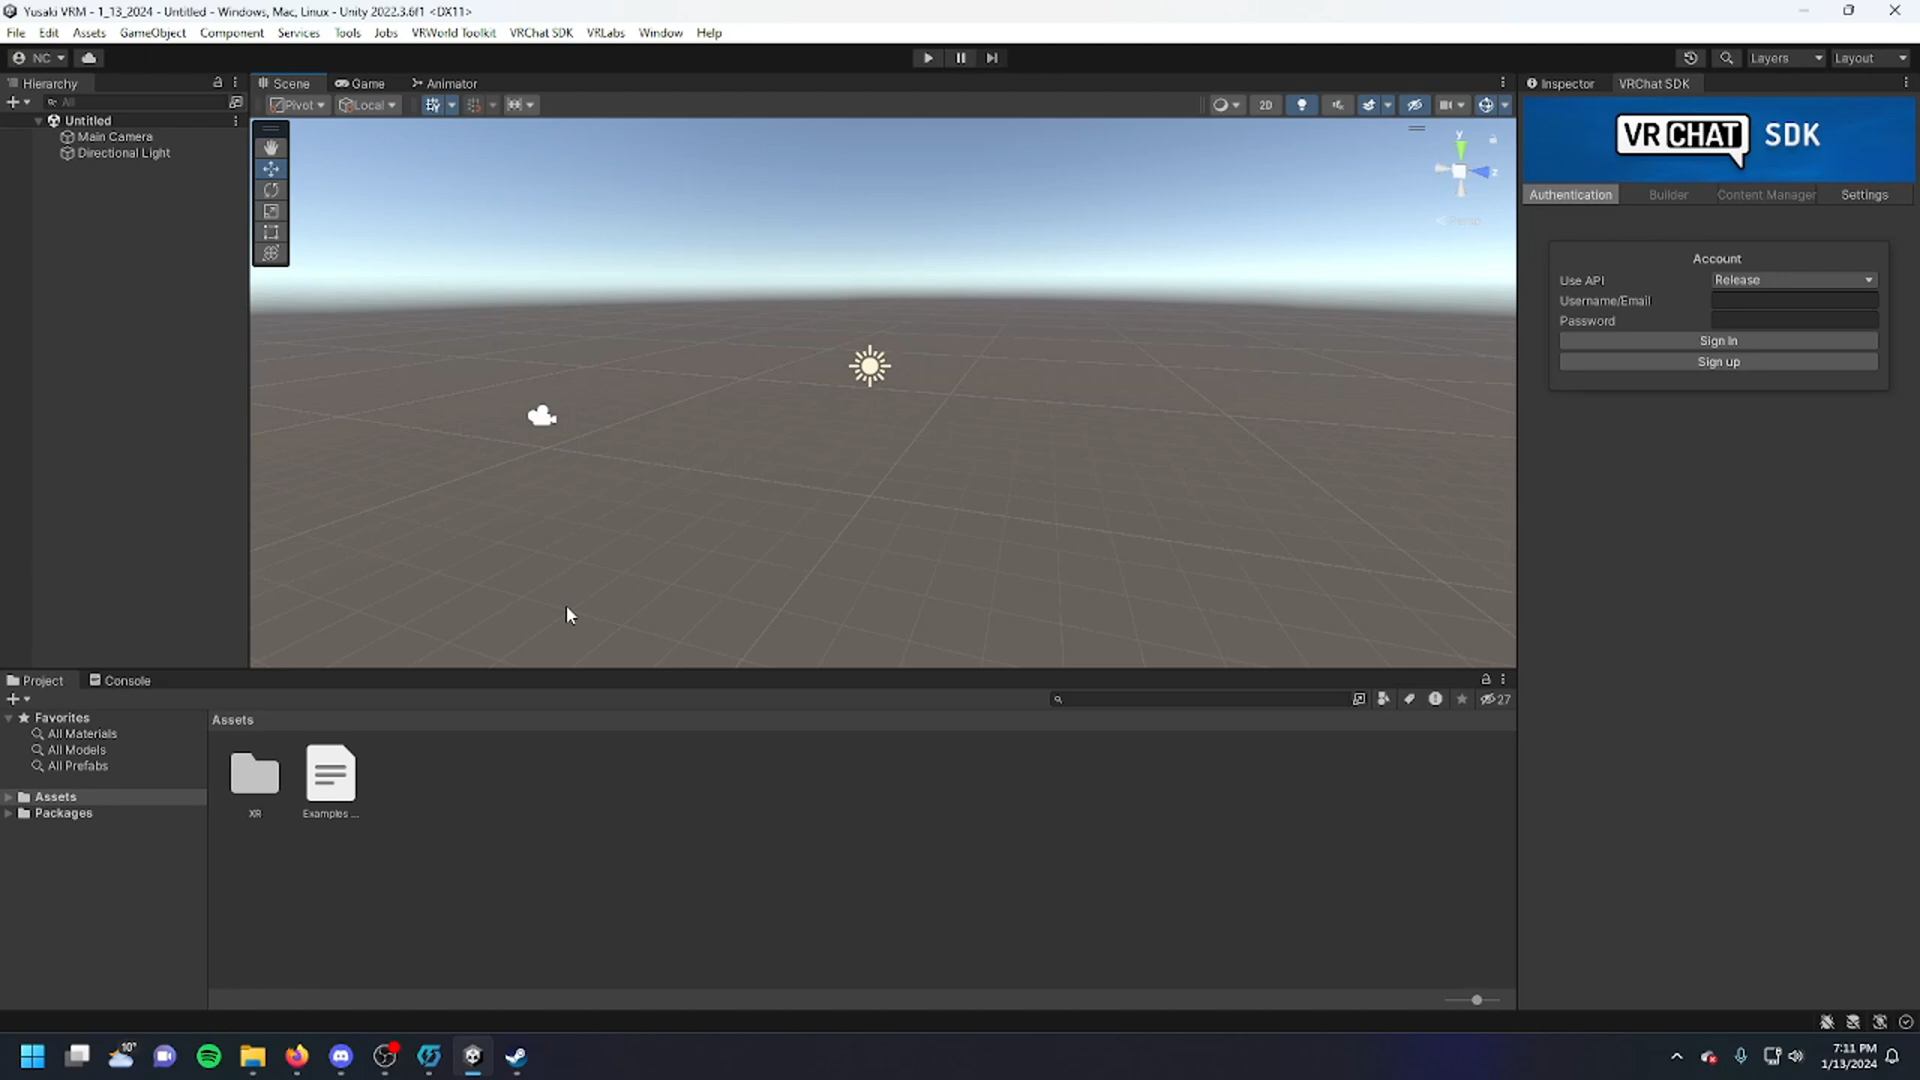 Yusaki VRM - 1_13_2024 - Untitled - Windows, Mac, Linux - Unity 2022.3.6f1 <DX11>
File Edit Assets GameObject Component Services Tools Jobs VRWorld Toolkit VRChat SDK VRLabs Window Help
NC Layers Layout
Hierarchy Scene Game Animator Inspector VRChat SDK
All Pivot Local 2D
Untitled
Main Camera
Directional Light
y
z
VRCHAT SDK
Authentication Builder Content Manager Settings
Persp
Account
Use API Release
Username/Email
Password
Sign In
Sign up
Project Console
27
Favorites
All Materials
All Models
All Prefabs
Assets
Packages
Assets
XR Examples ...
10°
7:11 PM
1/13/2024